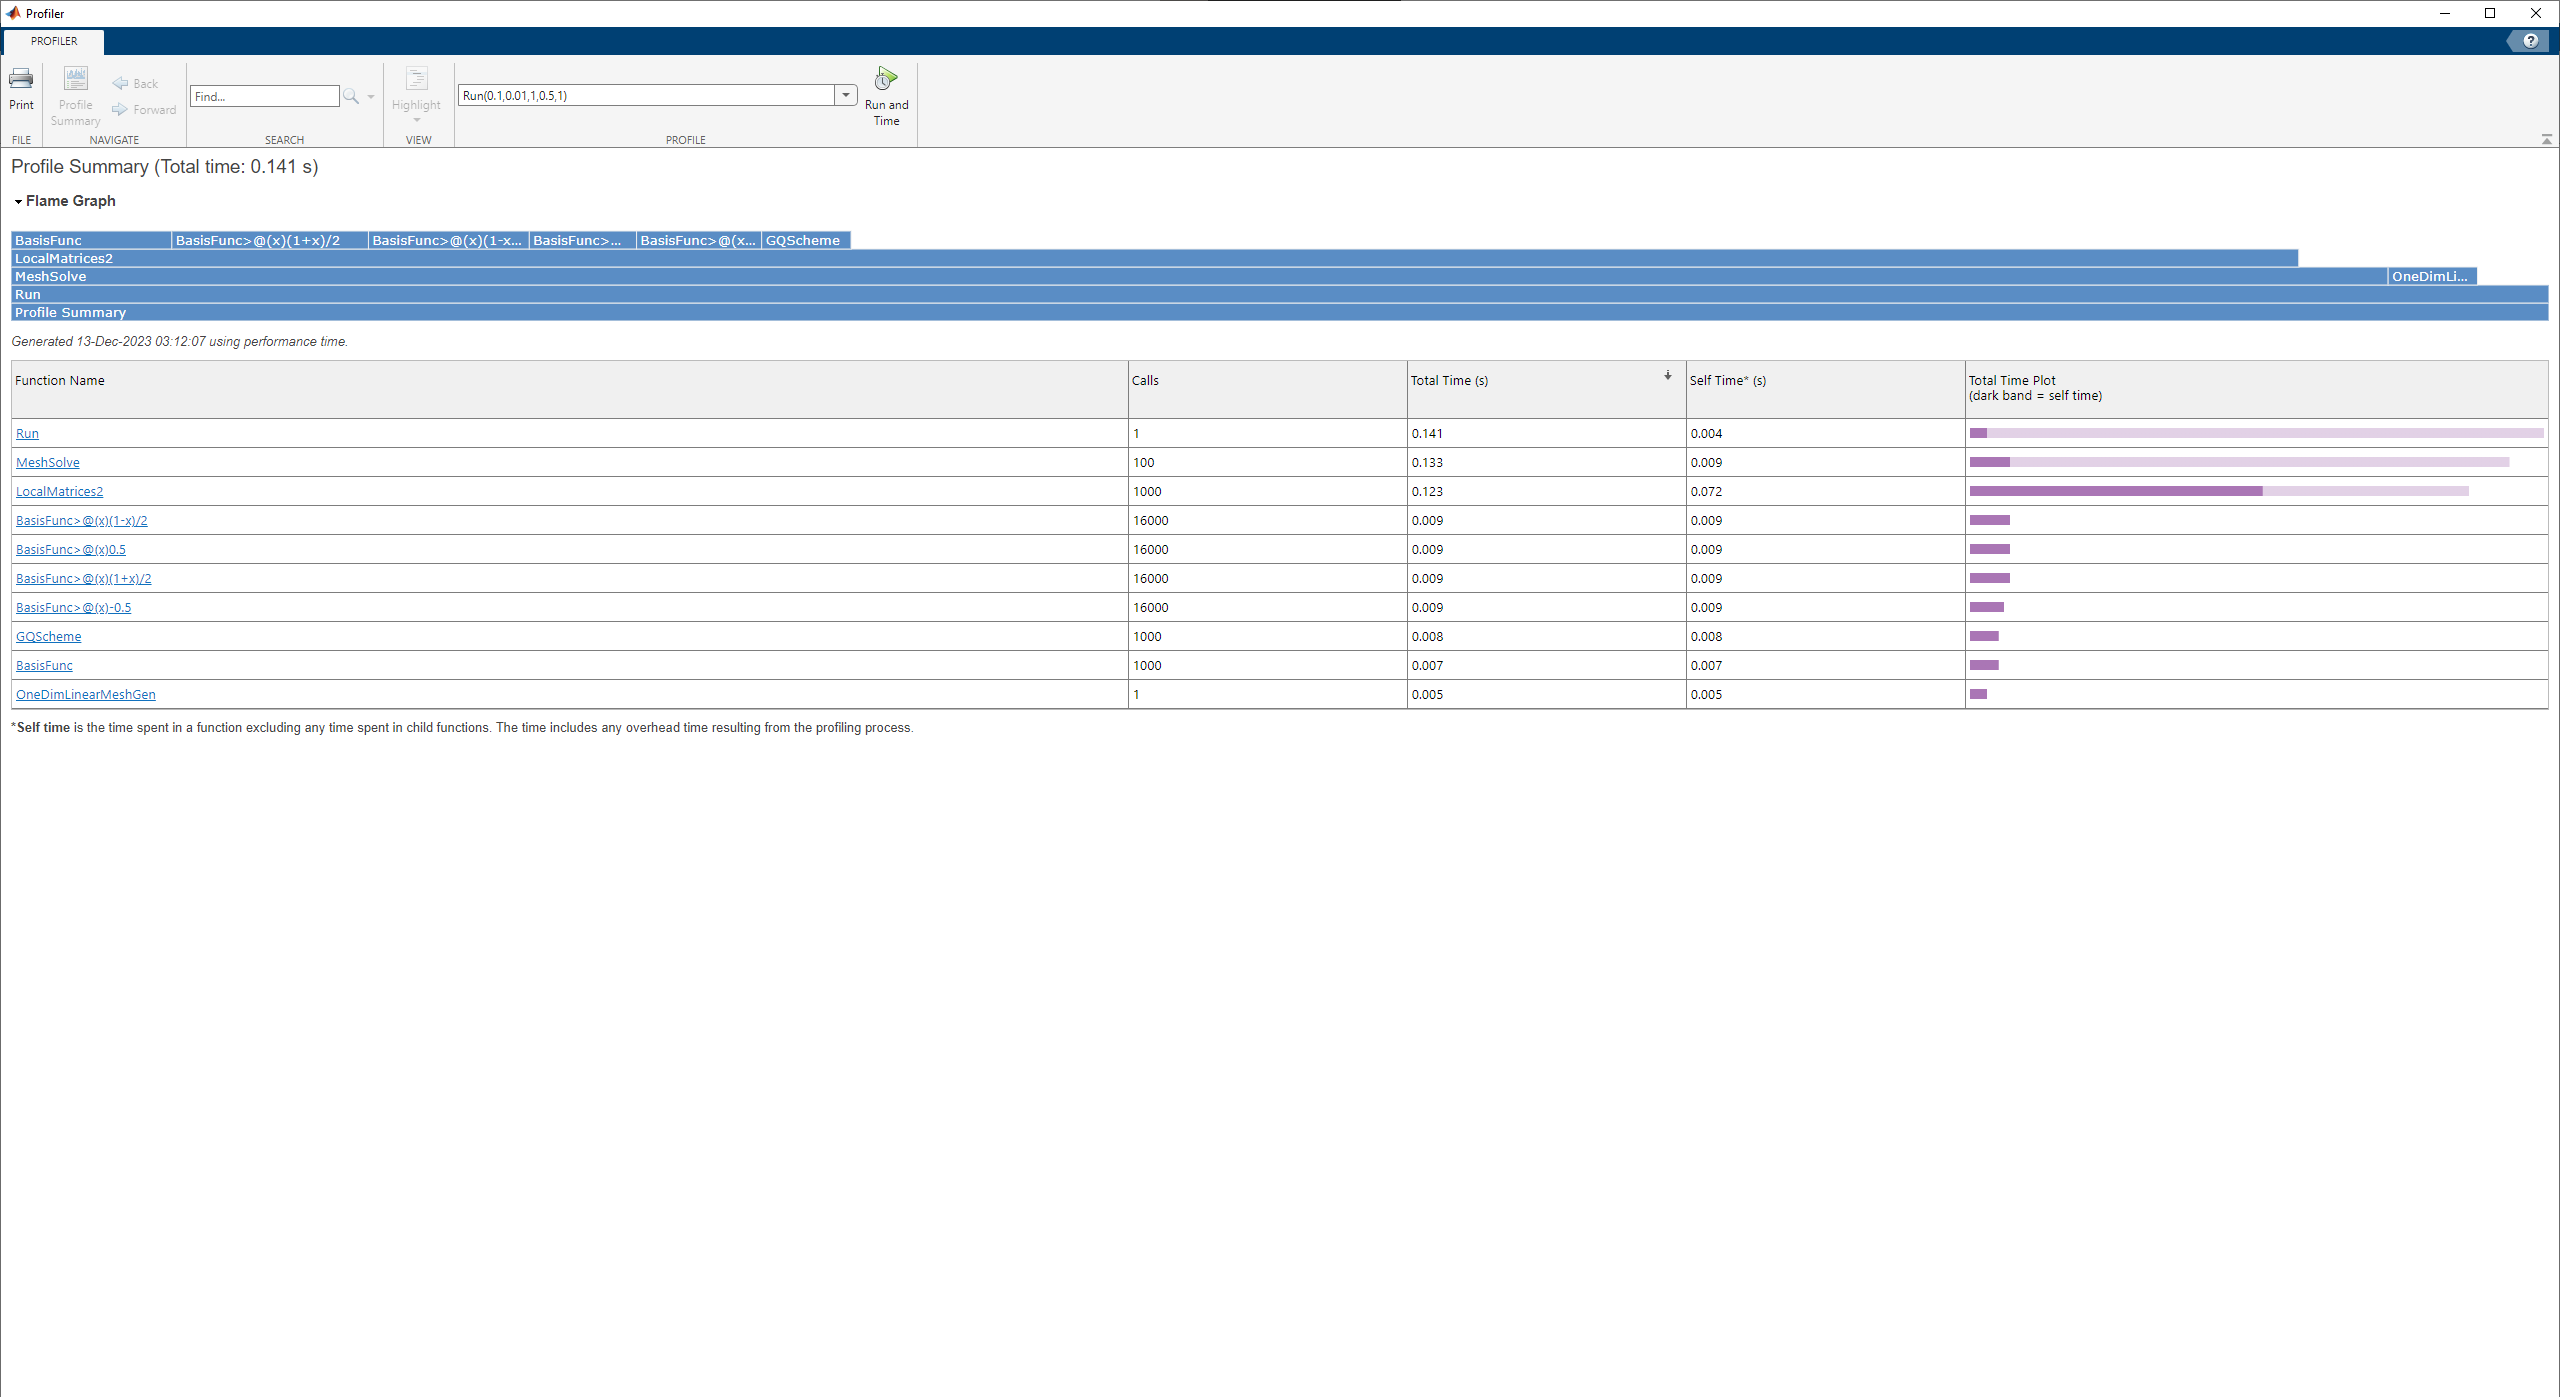 Profiler
PROFILER
Print
Profile
Summary
Back
Forward
Find...
Highlight
Run(0.1,0.01,1,0.5,1)
Run and
Time
FILE
NAVIGATE
SEARCH
VIEW
PROFILE
Profile Summary (Total time: 0.141 s)
Flame Graph
BasisFunc BasisFunc>@(x)(1+x)/2 BasisFunc>@(x)(1-x... BasisFunc>... BasisFunc>@(x... GQScheme
LocalMatrices2
MeshSolve OneDimLi...
Run
Profile Summary
Generated 13-Dec-2023 03:12:07 using performance time.
Function Name Calls Total Time (s) Self Time* (s) Total Time Plot
(dark band = self time)
Run 1 0.141 0.004
MeshSolve 100 0.133 0.009
LocalMatrices2 1000 0.123 0.072
BasisFunc>@(x)(1-x)/2 16000 0.009 0.009
BasisFunc>@(x)0.5 16000 0.009 0.009
BasisFunc>@(x)(1+x)/2 16000 0.009 0.009
BasisFunc>@(x)-0.5 16000 0.009 0.009
GQScheme 1000 0.008 0.008
BasisFunc 1000 0.007 0.007
OneDimLinearMeshGen 1 0.005 0.005
*Self time is the time spent in a function excluding any time spent in child functions. The time includes any overhead time resulting from the profiling process.